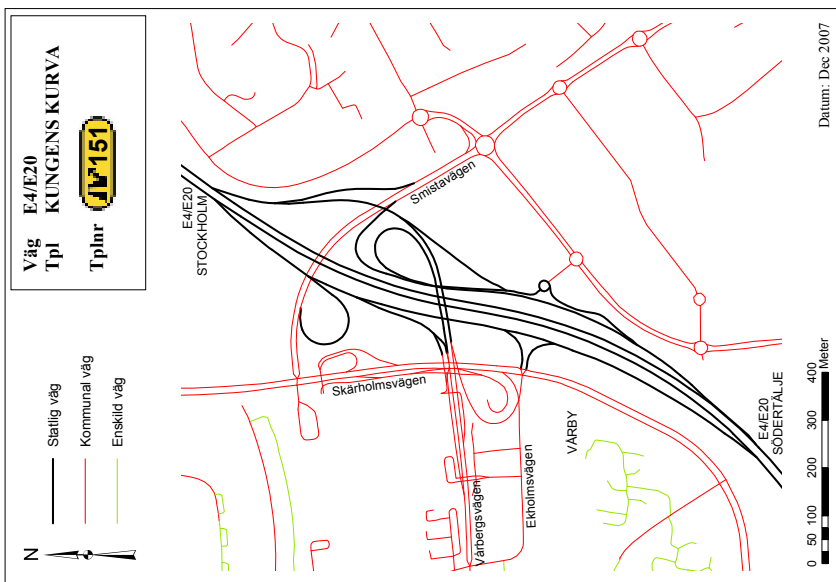 Väg E4/E20
Tpl KUNGENS KURVA
Tplnr 151
N
Statlig väg
Kommunal väg
Enskild väg
E4/E20
STOCKHOLM
Smistavägen
Skärholmsvägen
Vårbergsvägen
Ekholmsvägen
VÅRBY
E4/E20
SÖDERTÄLJE
0 50 100 200 300 400
Meter
Datum: Dec 2007